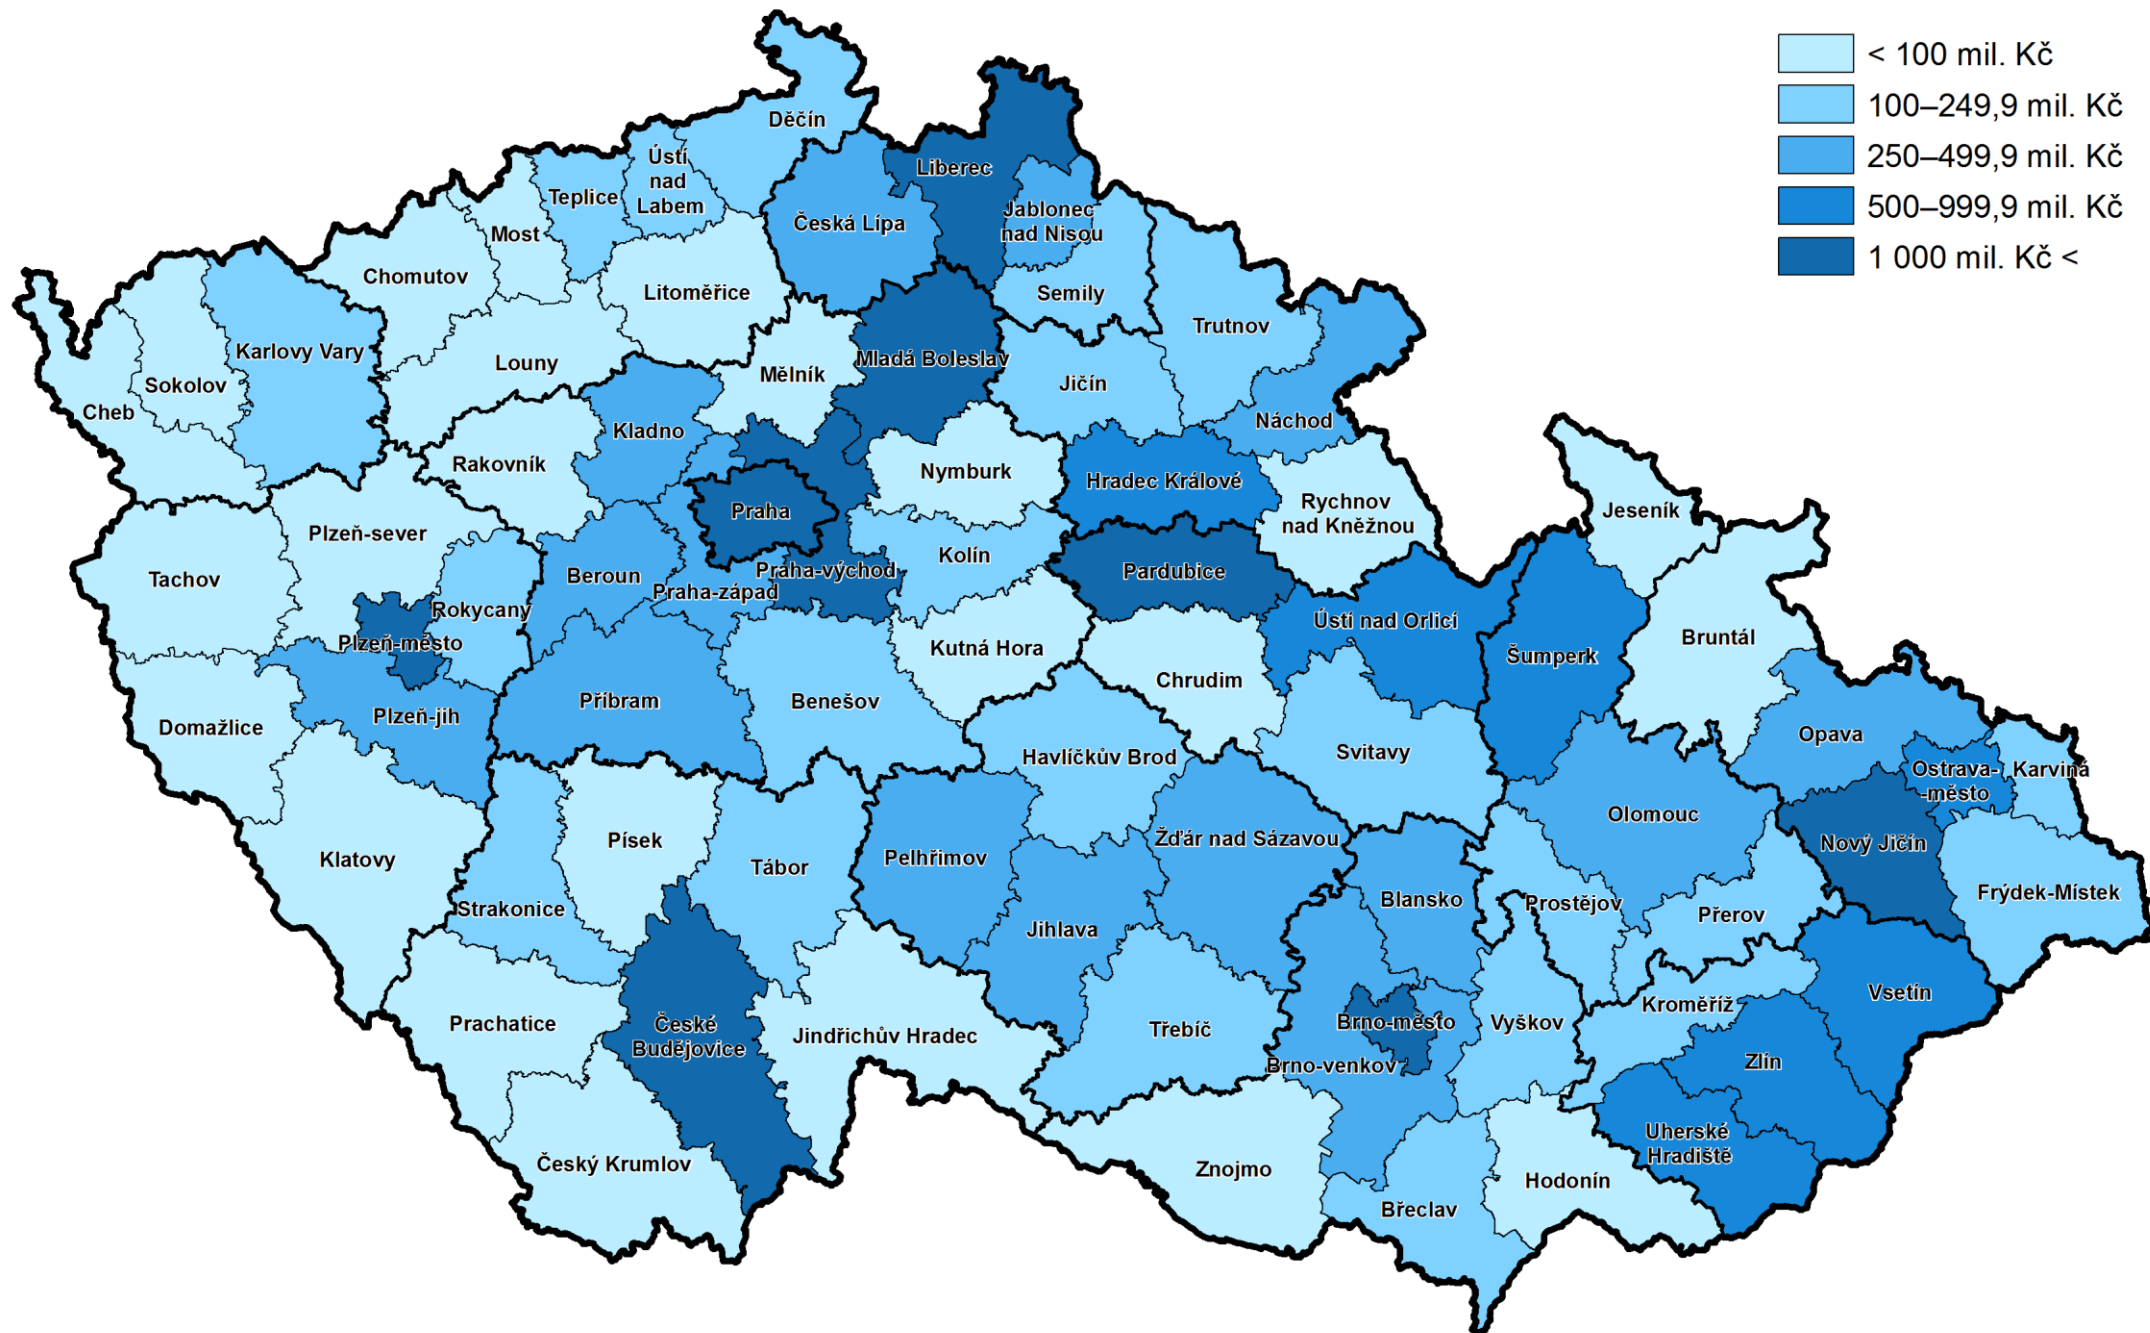 < 100 mil. Kč
100–249,9 mil. Kč
250–499,9 mil. Kč
500–999,9 mil. Kč
1 000 mil. Kč <
Děčín
Ústí
nad
Labem
Teplice
Most
Chomutov
Litoměřice
Louny
Liberec
Česká Lípa
Jablonec
nad Nisou
Semily
Trutnov
Karlovy Vary
Sokolov
Cheb
Mělník
Mladá Boleslav
Jičín
Náchod
Kladno
Rakovník
Nymburk
Hradec Králové
Rychnov
nad Kněžnou
Praha
Plzeň-sever
Tachov
Beroun
Praha-západ
Praha-východ
Kolín
Pardubice
Jeseník
Rokycany
Plzeň-město
Ústí nad Orlicí
Šumperk
Bruntál
Kutná Hora
Chrudim
Příbram
Benešov
Plzeň-jih
Domažlice
Havlíčkův Brod
Svitavy
Opava
Ostrava-
-město
Karviná
Olomouc
Nový Jičín
Klatovy
Písek
Tábor
Pelhřimov
Žďár nad Sázavou
Strakonice
Jihlava
Blansko
Prostějov
Přerov
Frýdek-Místek
Prachatice
České
Budějovice
Jindřichův Hradec
Třebíč
Brno-město
Brno-venkov
Vyškov
Kroměříž
Vsetín
Zlín
Uherské
Hradiště
Český Krumlov
Znojmo
Břeclav
Hodonín